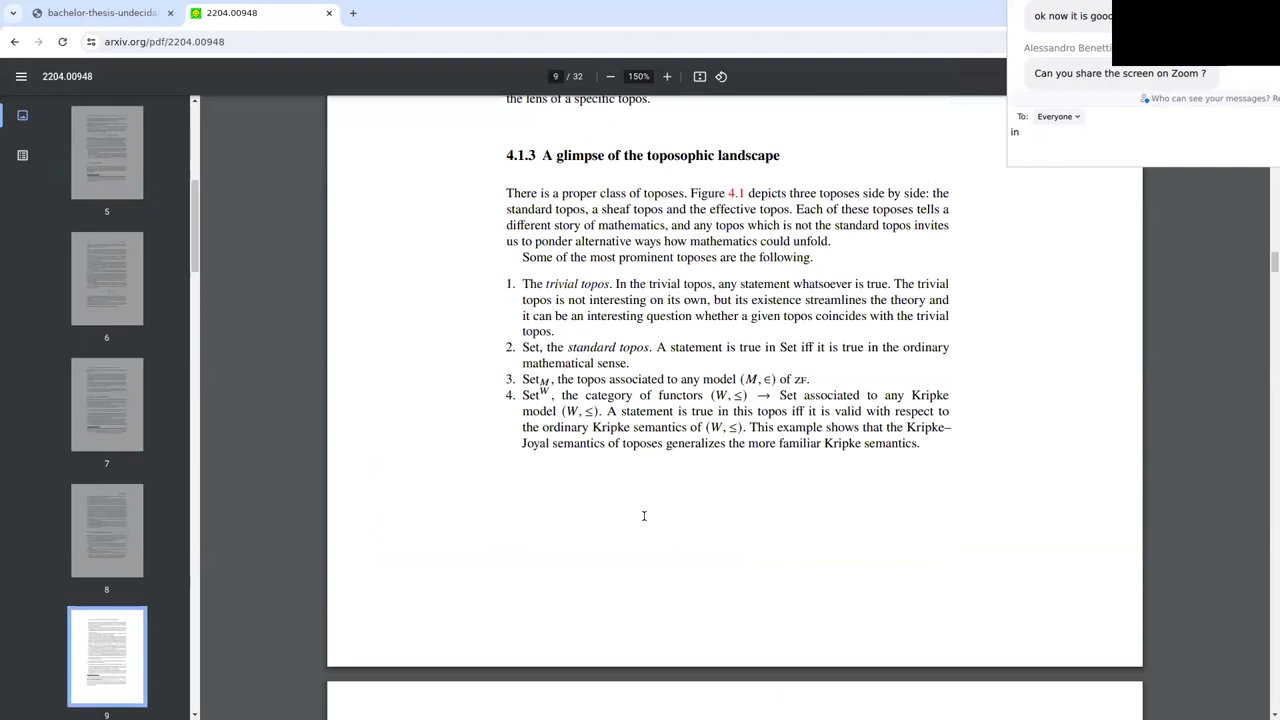 bachelor-thesis-undecida
2204.00948
arxiv.org/pdf/2204.00948
2204.00948
9 / 32
150%
ok now it is good
Alessandro Benetti
Can you share the screen on Zoom ?
Who can see your messages? Re
To: Everyone
in
5
6
7
8
9
the lens of a specific topos.
4.1.3 A glimpse of the toposophic landscape
There is a proper class of toposes. Figure 4.1 depicts three toposes side by side: the
standard topos, a sheaf topos and the effective topos. Each of these toposes tells a
different story of mathematics, and any topos which is not the standard topos invites
us to ponder alternative ways how mathematics could unfold.
Some of the most prominent toposes are the following.
1. The trivial topos. In the trivial topos, any statement whatsoever is true. The trivial
topos is not interesting on its own, but its existence streamlines the theory and
it can be an interesting question whether a given topos coincides with the trivial
topos.
2. Set, the standard topos. A statement is true in Set iff it is true in the ordinary
mathematical sense.
3. Set_M, the topos associated to any model (M, ∈) of ZF.
4. Set^W, the category of functors (W, ≤) → Set associated to any Kripke
model (W, ≤). A statement is true in this topos iff it is valid with respect to
the ordinary Kripke semantics of (W, ≤). This example shows that the Kripke–
Joyal semantics of toposes generalizes the more familiar Kripke semantics.